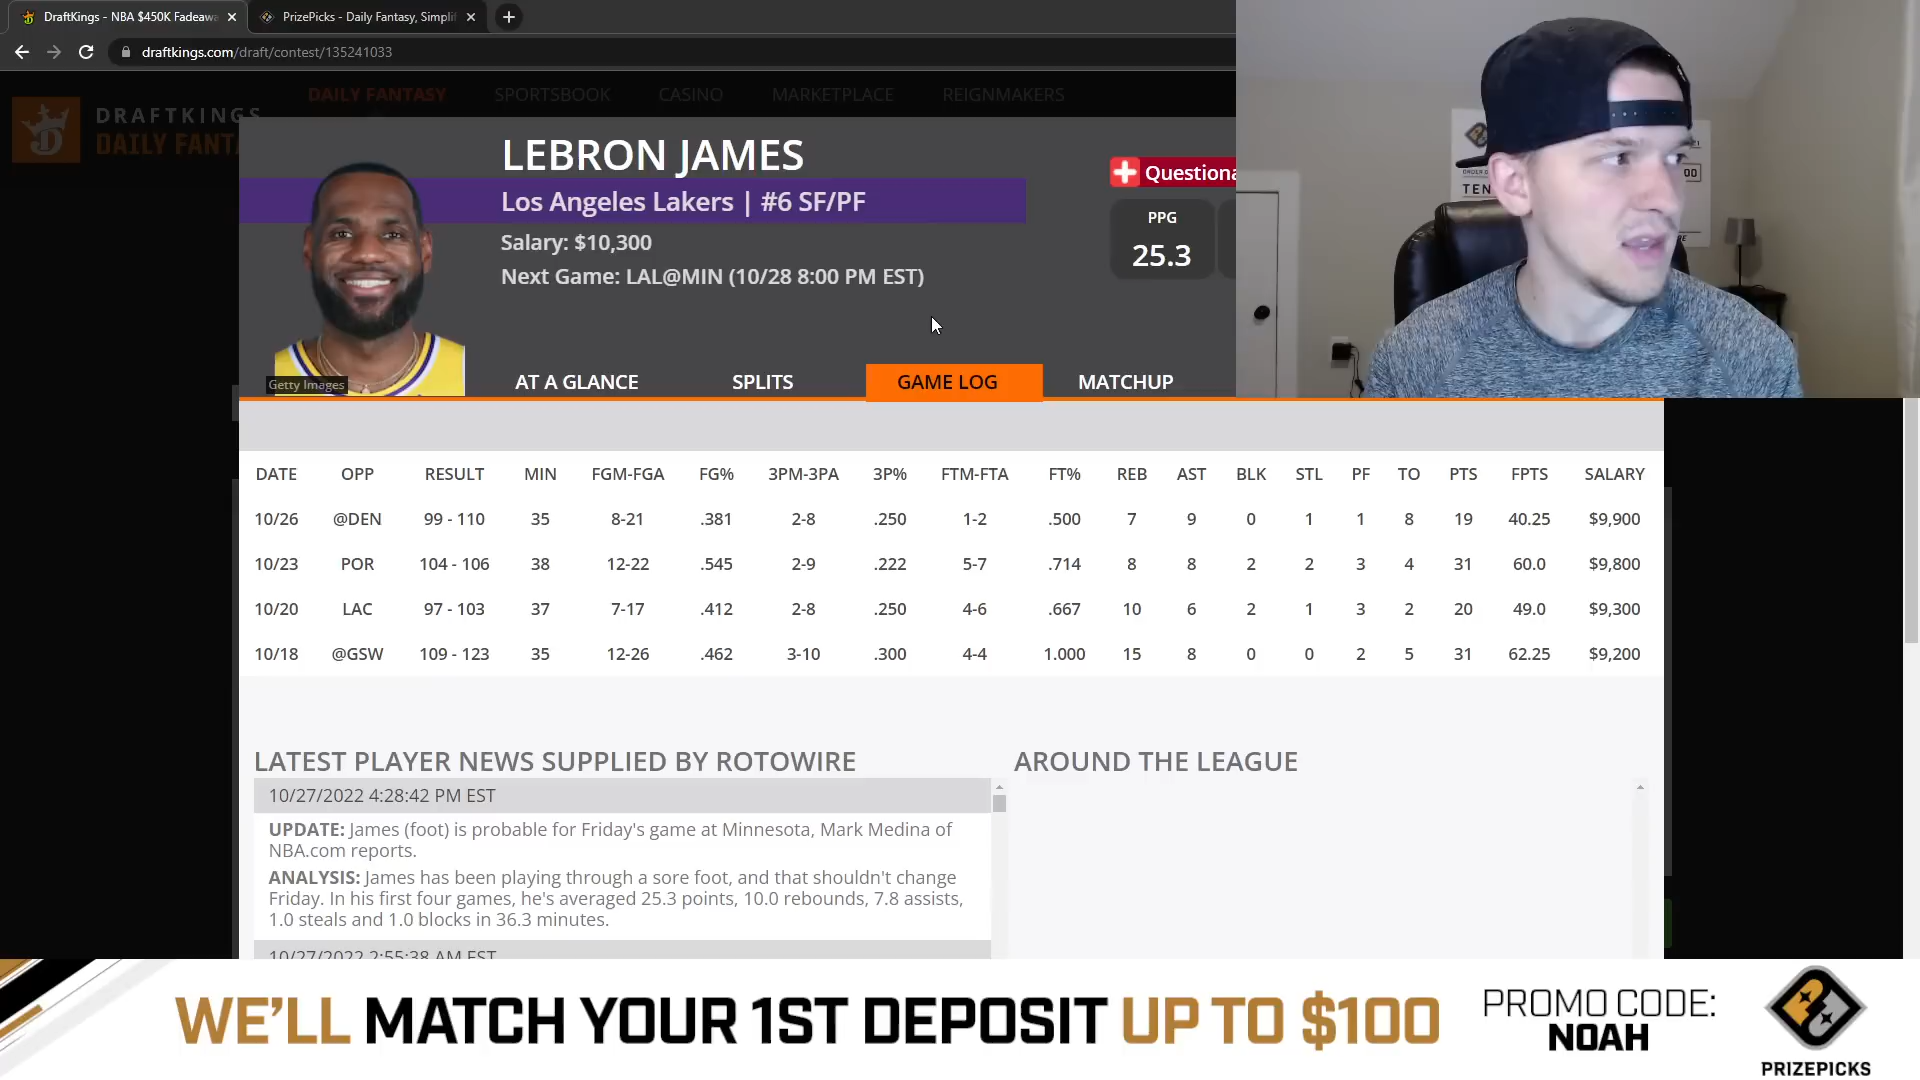 DraftKings - NBA $450K Fadeawa
PrizePicks - Daily Fantasy, Simplif
draftkings.com/draft/contest/135241033
DAILY FANTASY SPORTSBOOK CASINO MARKETPLACE REIGNMAKERS
DRAFTKINGS
DAILY FANTA
LEBRON JAMES
Los Angeles Lakers | #6 SF/PF
Salary: $10,300
Next Game: LAL@MIN (10/28 8:00 PM EST)
Questiona
PPG
25.3
Getty Images
AT A GLANCE SPLITS GAME LOG MATCHUP
DATE OPP RESULT MIN FGM-FGA FG% 3PM-3PA 3P% FTM-FTA FT% REB AST BLK STL PF TO PTS FPTS SALARY
10/26 @DEN 99 - 110 35 8-21 .381 2-8 .250 1-2 .500 7 9 0 1 1 8 19 40.25 $9,900
10/23 POR 104 - 106 38 12-22 .545 2-9 .222 5-7 .714 8 8 2 2 3 4 31 60.0 $9,800
10/20 LAC 97 - 103 37 7-17 .412 2-8 .250 4-6 .667 10 6 2 1 3 2 20 49.0 $9,300
10/18 @GSW 109 - 123 35 12-26 .462 3-10 .300 4-4 1.000 15 8 0 0 2 5 31 62.25 $9,200
LATEST PLAYER NEWS SUPPLIED BY ROTOWIRE
AROUND THE LEAGUE
10/27/2022 4:28:42 PM EST
UPDATE: James (foot) is probable for Friday's game at Minnesota, Mark Medina of
NBA.com reports.
ANALYSIS: James has been playing through a sore foot, and that shouldn't change
Friday. In his first four games, he's averaged 25.3 points, 10.0 rebounds, 7.8 assists,
1.0 steals and 1.0 blocks in 36.3 minutes.
10/27/2022 2:55:38 AM EST
WE'LL MATCH YOUR 1ST DEPOSIT UP TO $100
PROMO CODE:
NOAH
PRIZEPICKS